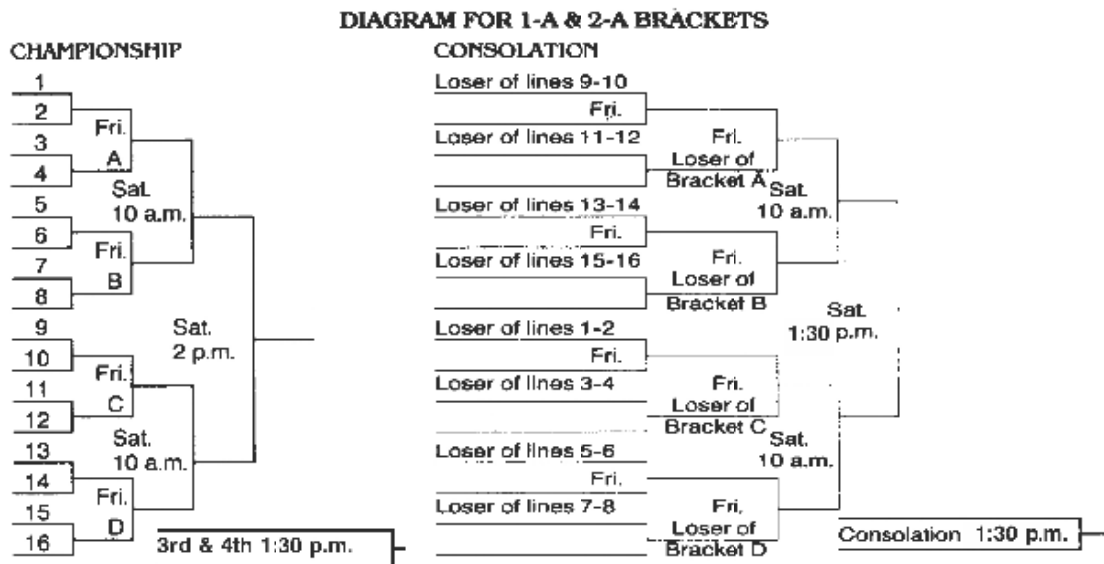 DIAGRAM FOR 1-A & 2-A BRACKETS
CHAMPIONSHIP
1
2
Fri.
3
A
4
Sat.
5
10 a.m.
6
Fri.
7
B
8
9
Sat.
10
2 p.m.
Fri.
11
C
12
Sat.
13
10 a.m.
14
Fri.
15
D
16
3rd & 4th 1:30 p.m.
CONSOLATION
Loser of lines 9-10
Fri.
Loser of lines 11-12
Fri.
Loser of
Bracket A
Sat.
10 a.m.
Loser of lines 13-14
Fri.
Loser of lines 15-16
Fri.
Loser of
Bracket B
Sat.
1:30 p.m.
Loser of lines 1-2
Fri.
Loser of lines 3-4
Fri.
Loser of
Bracket C
Sat.
10 a.m.
Loser of lines 5-6
Fri.
Loser of lines 7-8
Fri.
Loser of
Bracket D
Consolation 1:30 p.m.